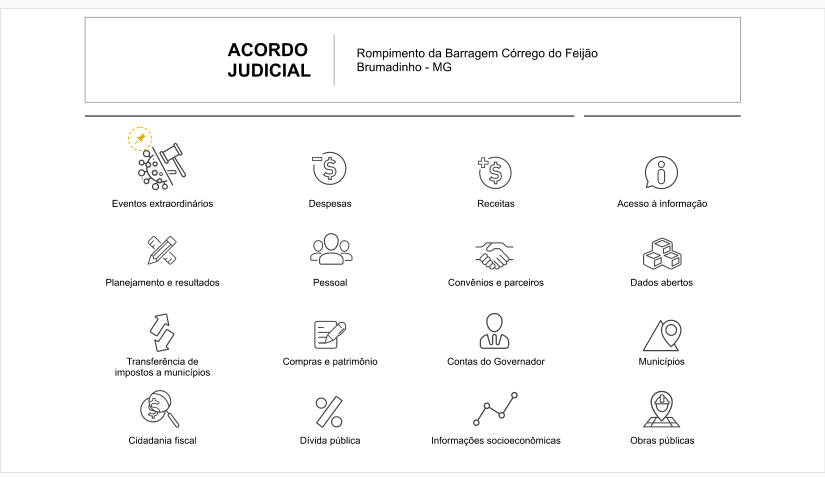 ACORDO
JUDICIAL
Rompimento da Barragem Córrego do Feijão
Brumadinho - MG
Eventos extraordinários
Despesas
Receitas
Acesso à informação
Planejamento e resultados
Pessoal
Convênios e parceiros
Dados abertos
Transferência de
impostos a municípios
Compras e patrimônio
Contas do Governador
Municípios
Cidadania fiscal
Dívida pública
Informações socioeconômicas
Obras públicas